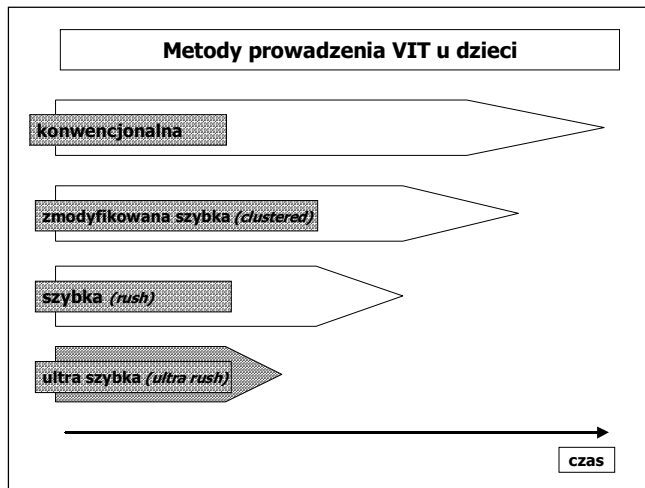 Metody prowadzenia VIT u dzieci
konwencjonalna
zmodyfikowana szybka (clustered)
szybka (rush)
ultra szybka (ultra rush)
czas